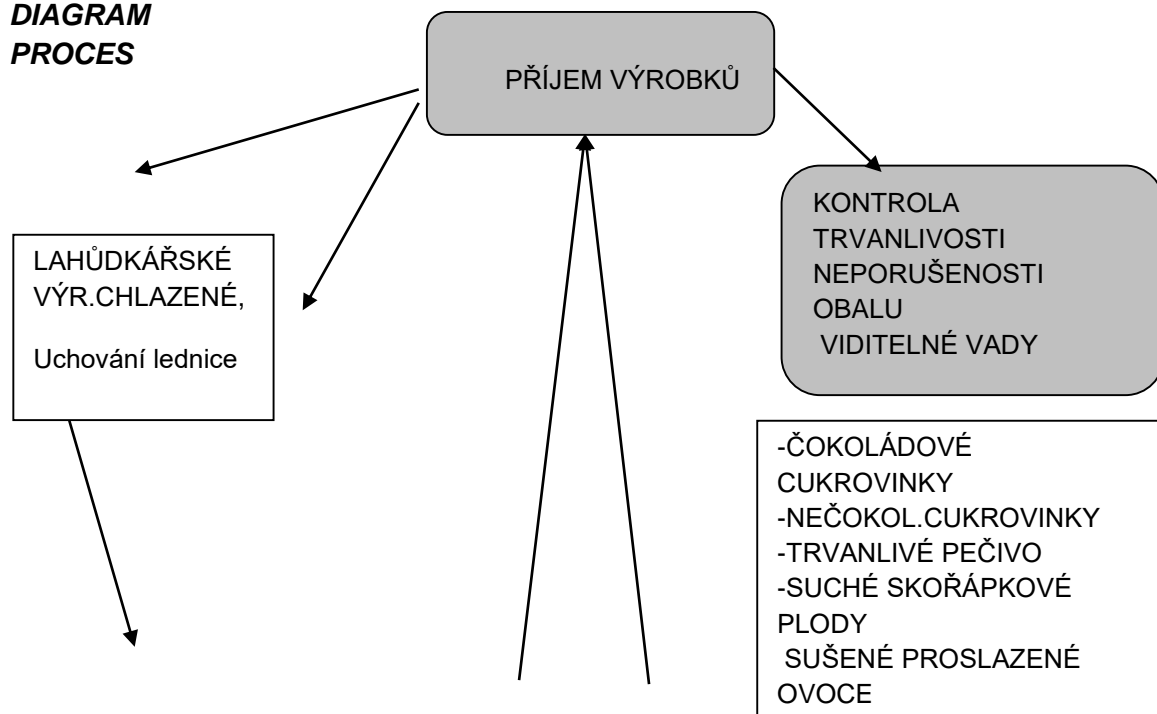 DIAGRAM
PROCES
PŘÍJEM VÝROBKŮ
KONTROLA
TRVANLIVOSTI
NEPORUŠENOSTI
OBALU
VIDITELNÉ VADY
LAHŮDKÁŘSKÉ
VÝR.CHLAZENÉ,
Uchování lednice
-ČOKOLÁDOVÉ
CUKROVINKY
-NEČOKOL.CUKROVINKY
-TRVANLIVÉ PEČIVO
-SUCHÉ SKOŘÁPKOVÉ
PLODY
SUŠENÉ PROSLAZENÉ
OVOCE